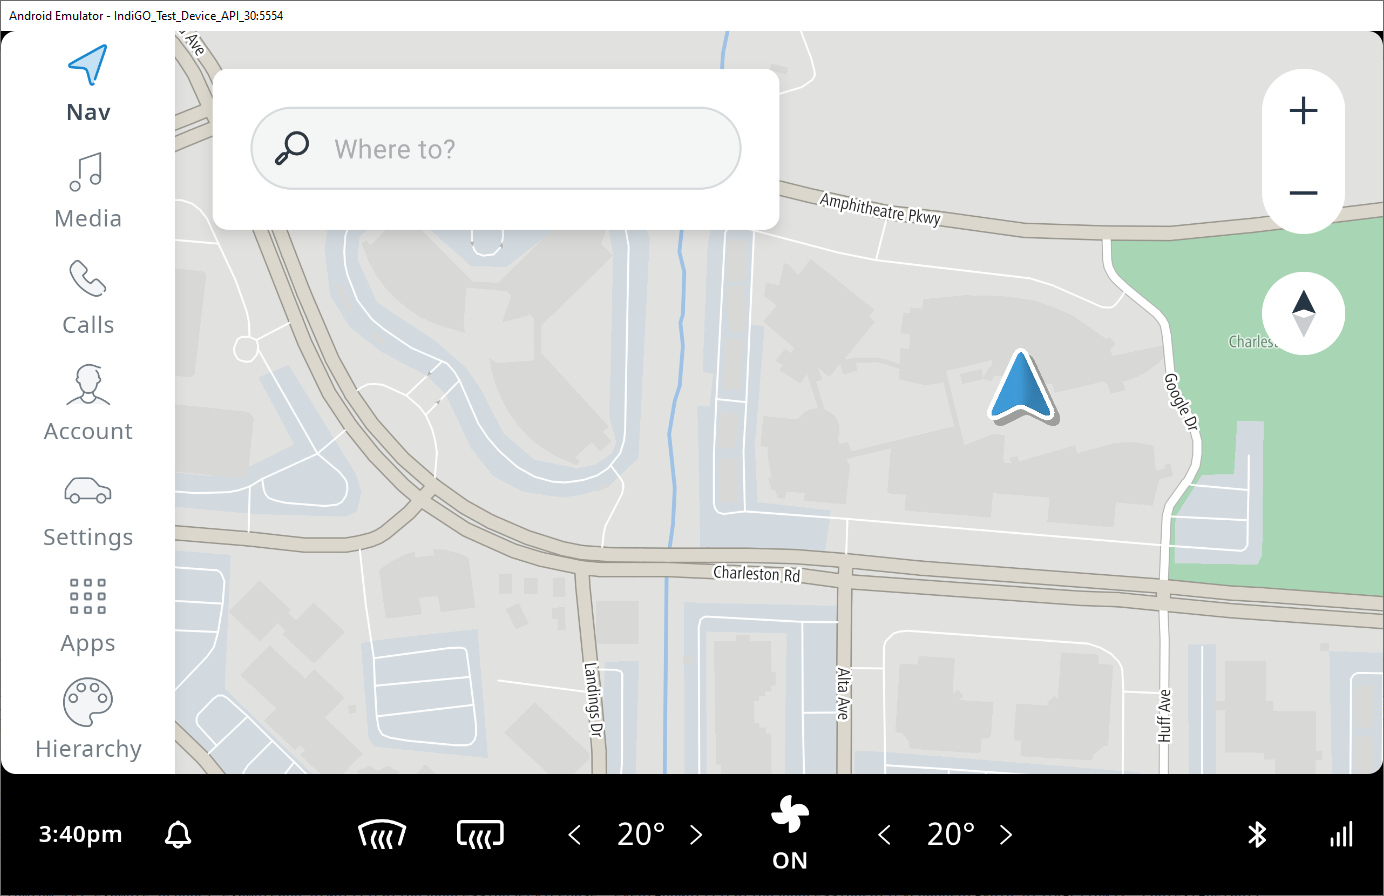 Android Emulator - IndiGO_Test_Device_API_30:5554
Nav
Media
Calls
Account
Settings
Apps
Hierarchy
Ave
Where to?
Amphitheatre Pkwy
+
−
Charles
Google Dr
Charleston Rd
Landings Dr
Alta Ave
Huff Ave
3:40pm
< 20° >
ON
< 20° >